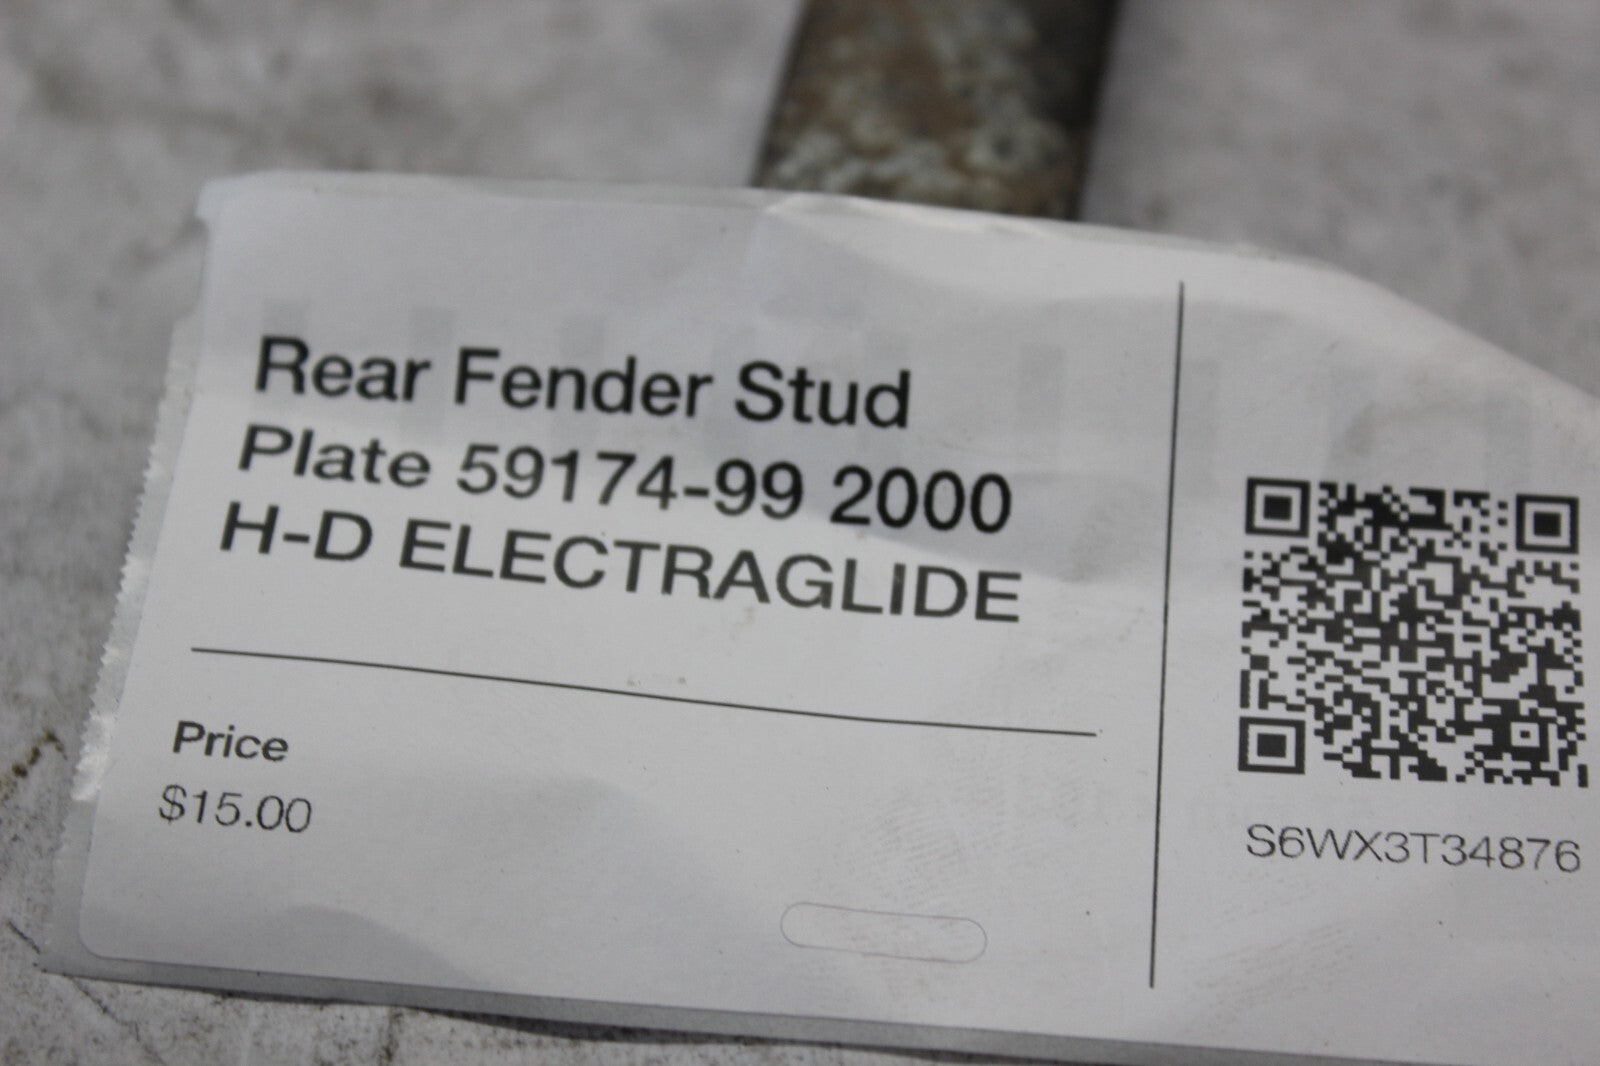 Rear Fender Stud
Plate 59174-99 2000
H-D ELECTRAGLIDE
Price
$15.00
S6WX3T34876